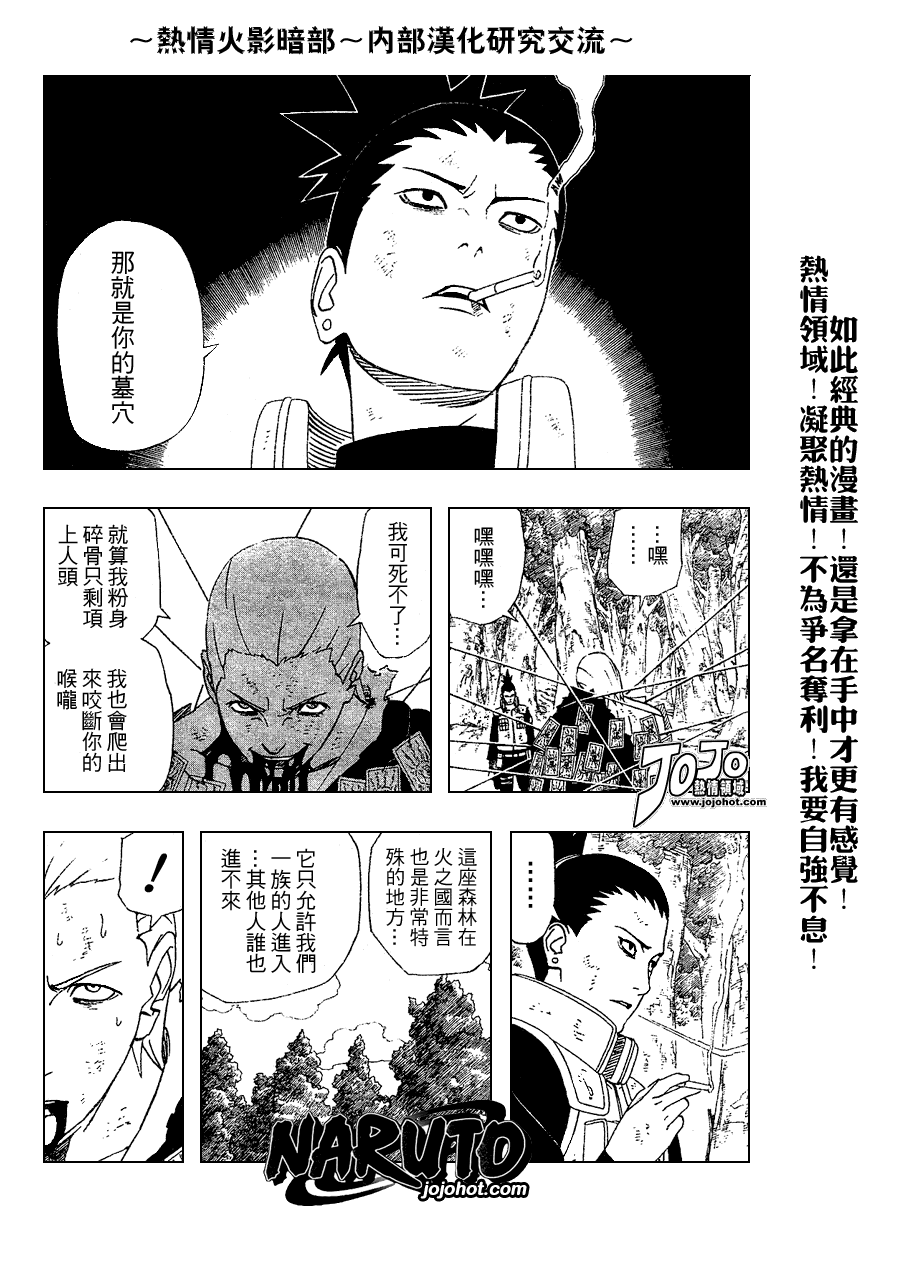 ～熱情火影暗部～內部漢化研究交流～
如此經典的漫畫！還是拿在手中才更有感覺！
熱情領域！凝聚熱情！不為爭名奪利！我要自強不息！
那就是你的墓穴
…嘿
……
嘿嘿嘿…
我可死不了…
就算我粉身
碎骨只剩項
上人頭
我也會爬出
來咬斷你的
喉嚨
JOJO
熱情領域
www.jojohot.com
……
這座森林在
火之國而言
也是非常特
殊的地方…
它只允許我們
一族的人進入
…其他人誰也
進不來
！
NARUTO
jojohot.com